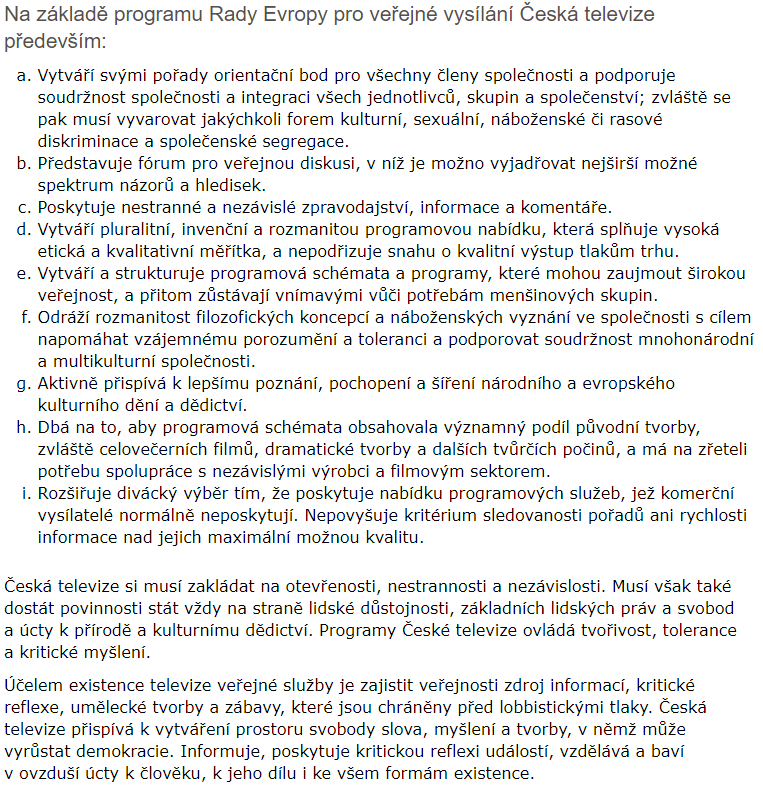 Na základě programu Rady Evropy pro veřejné vysílání Česká televize
především:
a. Vytváří svými pořady orientační bod pro všechny členy společnosti a podporuje
soudržnost společnosti a integraci všech jednotlivců, skupin a společenství; zvláště se
pak musí vyvarovat jakýchkoli forem kulturní, sexuální, náboženské či rasové
diskriminace a společenské segregace.
b. Představuje fórum pro veřejnou diskusi, v níž je možno vyjadřovat nejširší možné
spektrum názorů a hledisek.
c. Poskytuje nestranné a nezávislé zpravodajství, informace a komentáře.
d. Vytváří pluralitní, invenční a rozmanitou programovou nabídku, která splňuje vysoká
etická a kvalitativní měřítka, a nepodřizuje snahu o kvalitní výstup tlakům trhu.
e. Vytváří a strukturuje programová schémata a programy, které mohou zaujmout širokou
veřejnost, a přitom zůstávají vnímavými vůči potřebám menšinových skupin.
f. Odráží rozmanitost filozofických koncepcí a náboženských vyznání ve společnosti s cílem
napomáhat vzájemnému porozumění a toleranci a podporovat soudržnost mnohonárodní
a multikulturní společnosti.
g. Aktivně přispívá k lepšímu poznání, pochopení a šíření národního a evropského
kulturního dění a dědictví.
h. Dbá na to, aby programová schémata obsahovala významný podíl původní tvorby,
zvláště celovečerních filmů, dramatické tvorby a dalších tvůrčích počinů, a má na zřeteli
potřebu spolupráce s nezávislými výrobci a filmovým sektorem.
i. Rozšiřuje divácký výběr tím, že poskytuje nabídku programových služeb, jež komerční
vysílatelé normálně neposkytují. Nepovyšuje kritérium sledovanosti pořadů ani rychlosti
informace nad jejich maximální možnou kvalitu.
Česká televize si musí zakládat na otevřenosti, nestrannosti a nezávislosti. Musí však také
dostát povinnosti stát vždy na straně lidské důstojnosti, základních lidských práv a svobod
a úcty k přírodě a kulturnímu dědictví. Programy České televize ovládá tvořivost, tolerance
a kritické myšlení.
Účelem existence televize veřejné služby je zajistit veřejnosti zdroj informací, kritické
reflexe, umělecké tvorby a zábavy, které jsou chráněny před lobbistickými tlaky. Česká
televize přispívá k vytváření prostoru svobody slova, myšlení a tvorby, v němž může
vyrůstat demokracie. Informuje, poskytuje kritickou reflexi událostí, vzdělává a baví
v ovzduší úcty k člověku, k jeho dílu i ke všem formám existence.